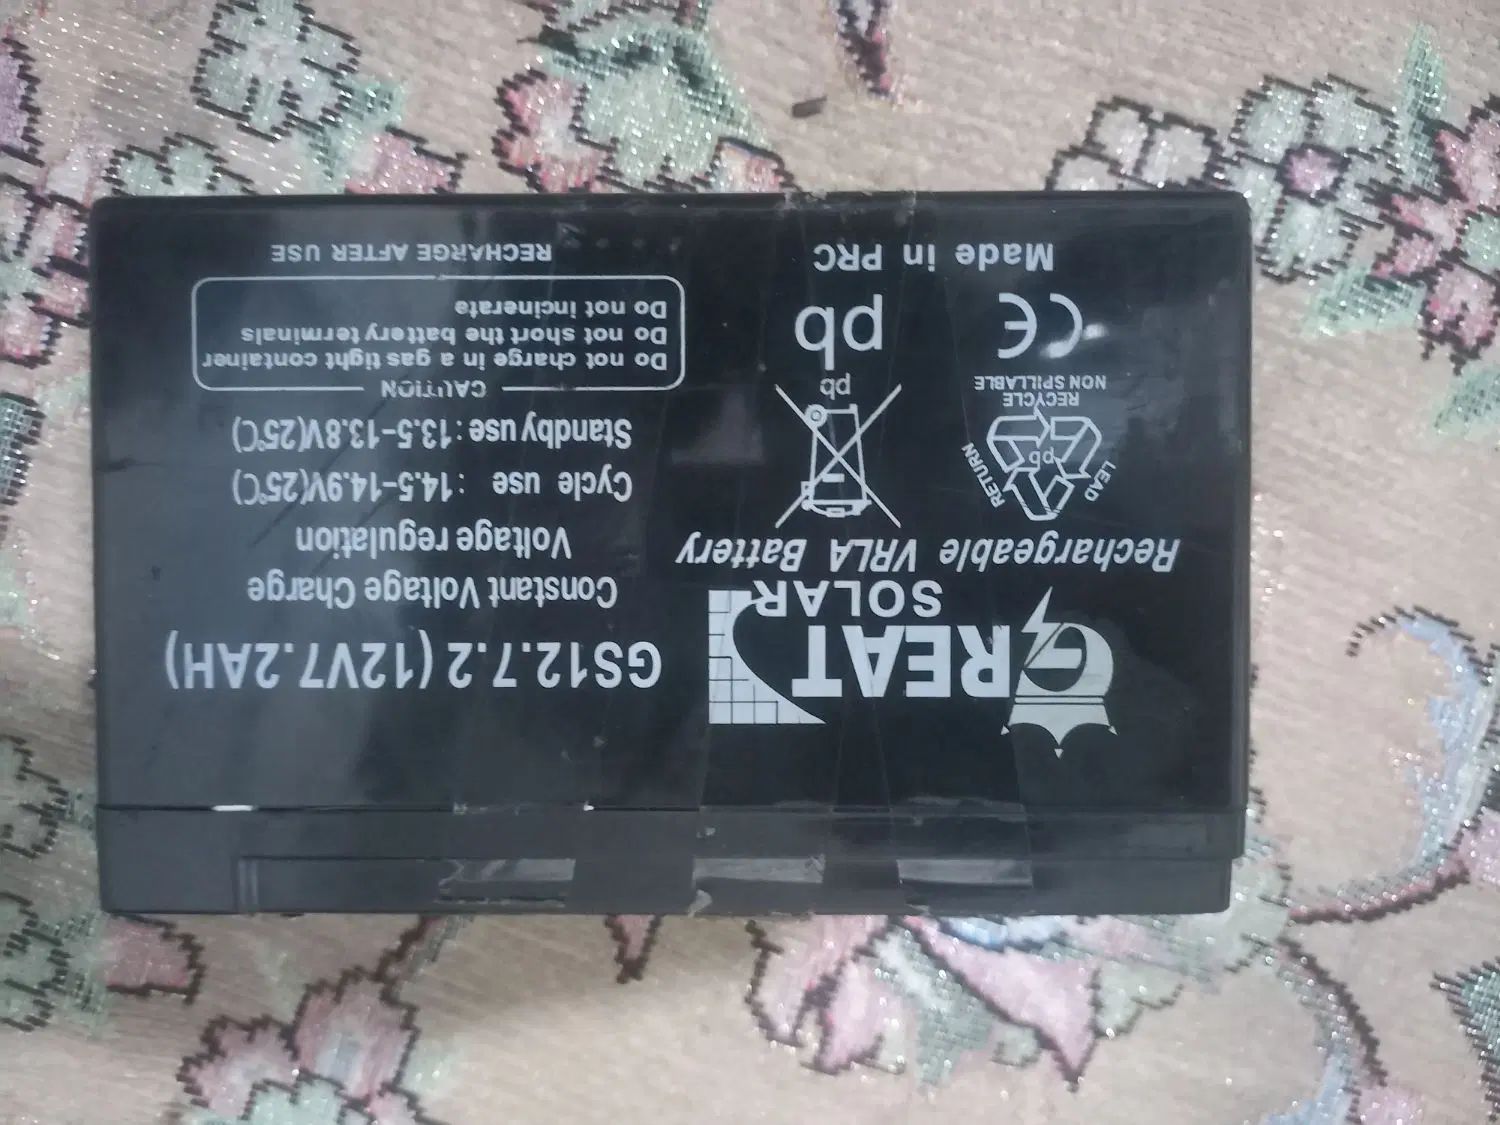 GREAT
SOLAR
Rechargeable VRLA Battery
LEAD
RETURN
pb
RECYCLE
NON SPILLABLE
pb
pb
CE
Made in PRC
GS12.7.2 (12V7.2AH)
Constant Voltage Charge
Voltage regulation
Cycle use : 14.5-14.9V(25°C)
Standby use : 13.5-13.8V(25°C)
CAUTION
Do not charge in a gas tight container
Do not short the battery terminals
Do not incinerate
RECHARGE AFTER USE